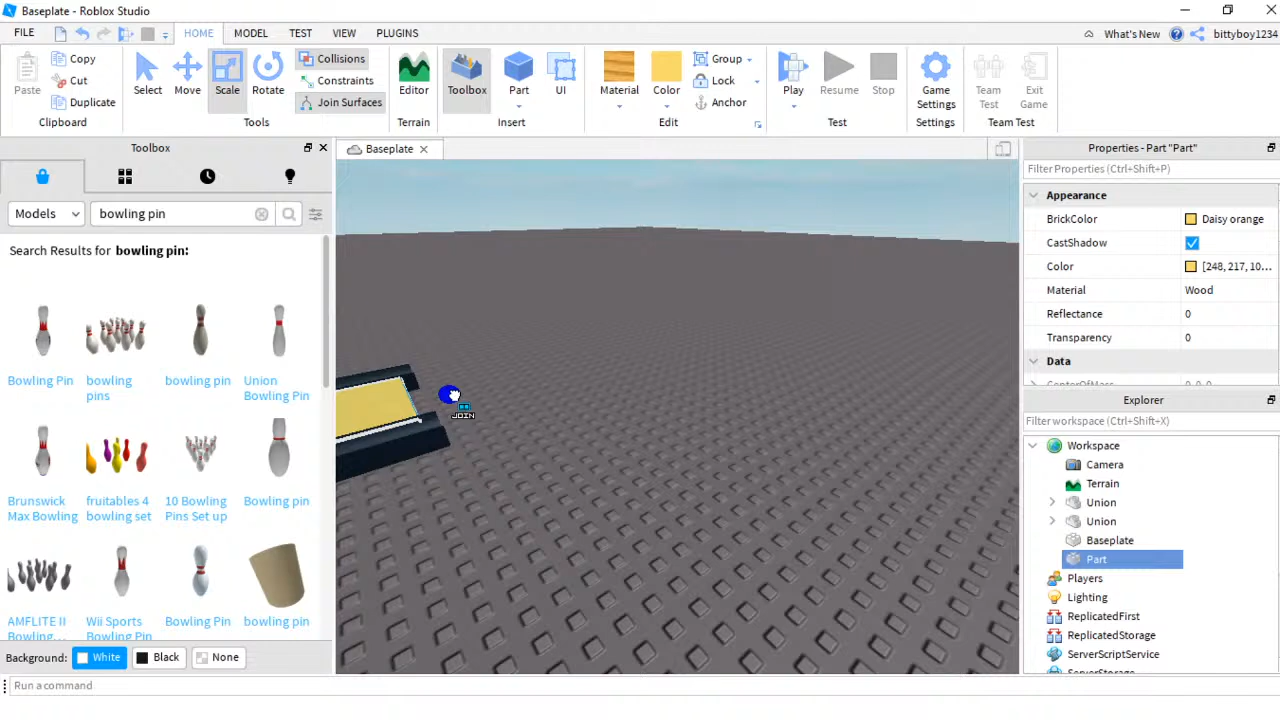 Baseplate - Roblox Studio
FILE HOME MODEL TEST VIEW PLUGINS What's New bittyboy1234
Paste Copy Cut Duplicate Clipboard
Select Move Scale Rotate Collisions Constraints Join Surfaces Tools
Editor Terrain
Toolbox Part UI Insert
Material Color Group Lock Anchor Edit
Play Resume Stop Test
Game Settings Settings
Team Test Exit Game Team Test
Toolbox
Models bowling pin
Search Results for bowling pin:
Bowling Pin
bowling pins
bowling pin
Union Bowling Pin
Brunswick Max Bowling
fruitables 4 bowling set
10 Bowling Pins Set up
Bowling pin
AMFLITE II Bowling...
Wii Sports Bowling Pin
Bowling Pin
bowling pin
Background: White Black None
Run a command
Baseplate
JOIN
Properties - Part "Part"
Filter Properties (Ctrl+Shift+P)
Appearance
BrickColor Daisy orange
CastShadow
Color [248, 217, 10...
Material Wood
Reflectance 0
Transparency 0
Data
CenterOfMass 0, 0, 0
Explorer
Filter workspace (Ctrl+Shift+X)
Workspace
Camera
Terrain
Union
Union
Baseplate
Part
Players
Lighting
ReplicatedFirst
ReplicatedStorage
ServerScriptService
ServerStorage